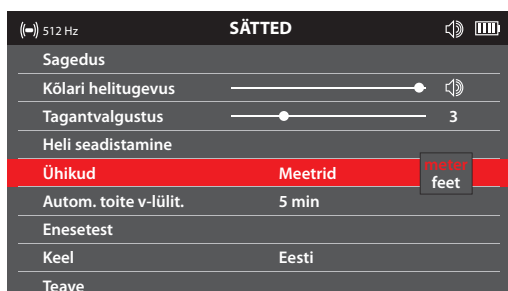 512 Hz SÄTTED
Sagedus
Kõlari helitugevus
Tagantvalgustus 3
Heli seadistamine
Ühikud Meetrid meter
feet
Autom. toite v-lülit. 5 min
Enesetest
Keel Eesti
Teave